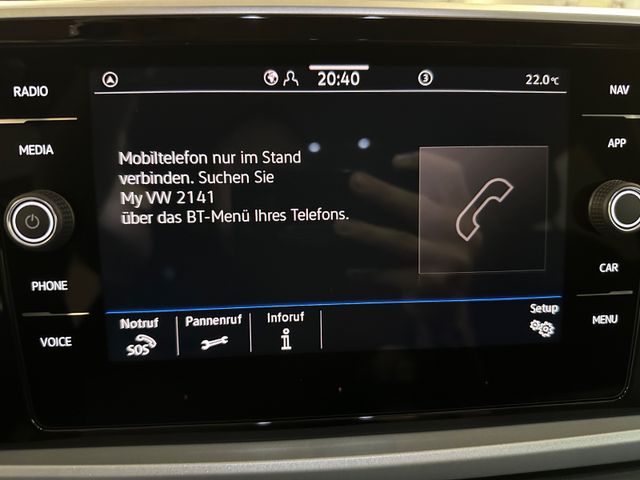 RADIO
MEDIA
PHONE
VOICE
20:40
3
22.0°C
Mobiltelefon nur im Stand
verbinden. Suchen Sie
My VW 2141
über das BT-Menü Ihres Telefons.
Notruf
SOS
Pannenruf
Inforuf
i
Setup
NAV
APP
CAR
MENU